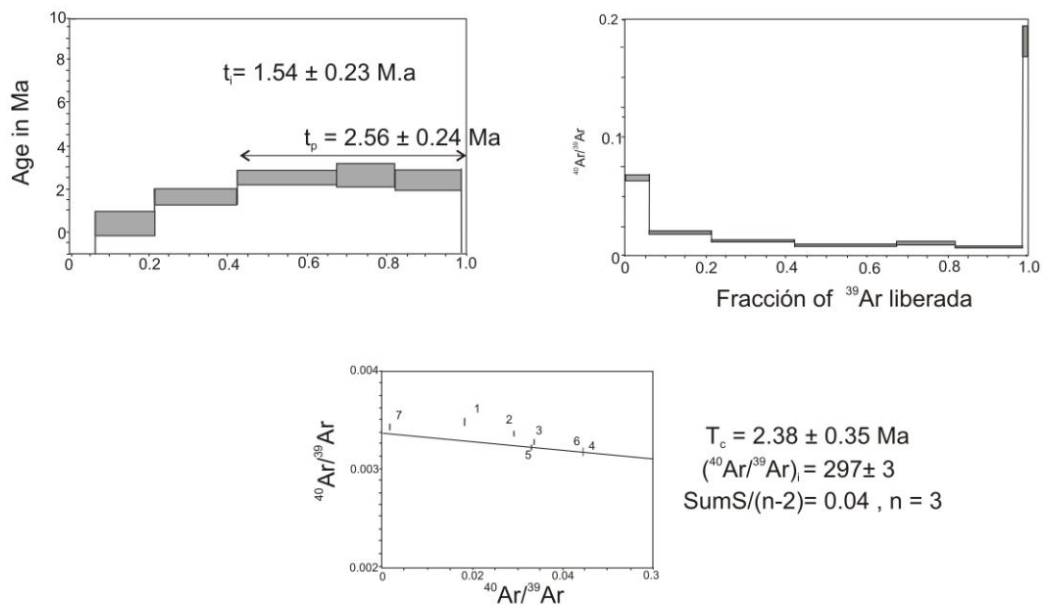 10
8
6
4
2
0
Age in Ma
tᵢ= 1.54 ± 0.23 M.a
tₚ = 2.56 ± 0.24 Ma
0 0.2 0.4 0.6 0.8 1.0
0.2
0.1
0
⁴⁰Ar/³⁹Ar
0 0.2 0.4 0.6 0.8 1.0
Fracción of ³⁹Ar liberada
0.004
0.003
0.002
⁴⁰Ar/³⁹Ar
7 1 2 3 6 4
5
0 0.02 0.04 0.3
⁴⁰Ar/³⁹Ar
T꜀ = 2.38 ± 0.35 Ma
(⁴⁰Ar/³⁹Ar)ᵢ = 297± 3
SumS/(n-2)= 0.04 , n = 3